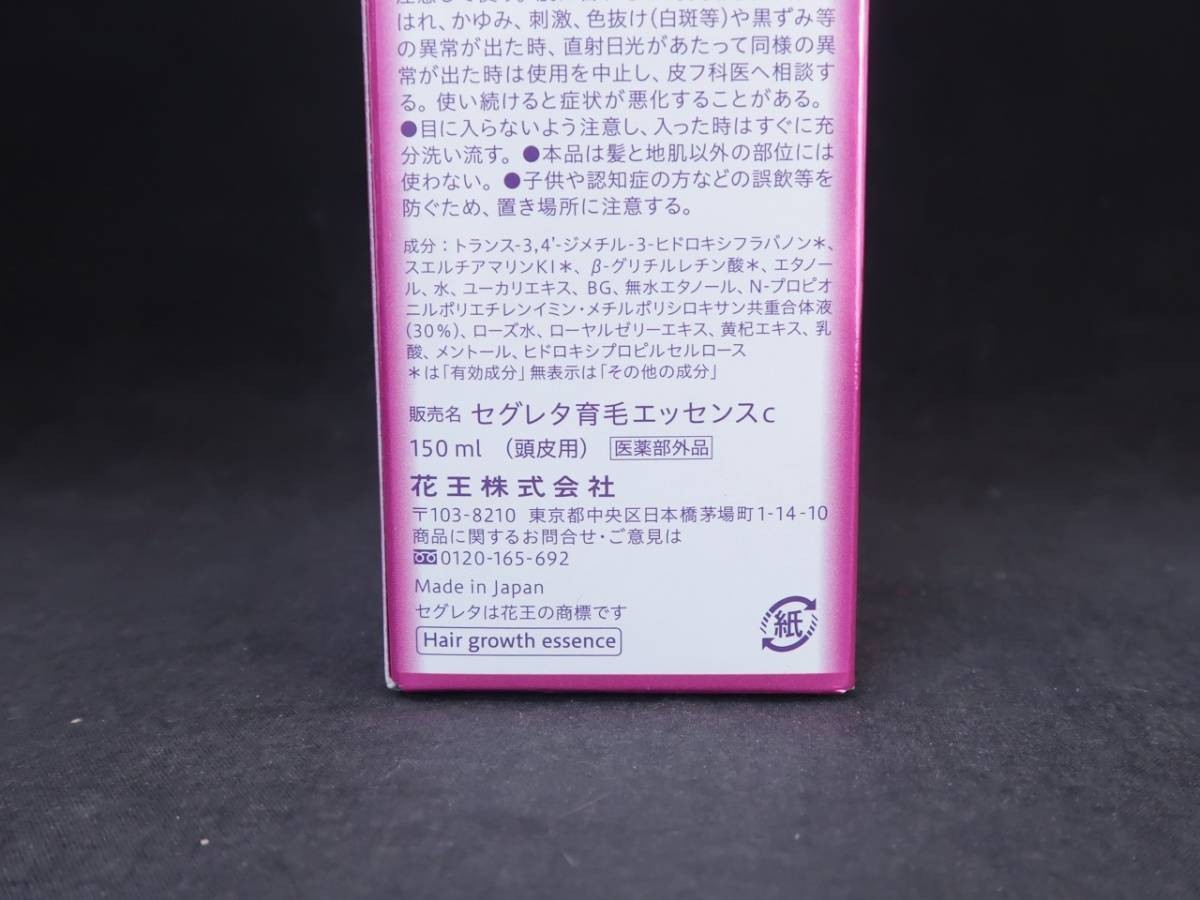 はれ、かゆみ、刺激、色抜け(白斑等)や黒ずみ等
の異常が出た時、直射日光があたって同様の異
常が出た時は使用を中止し、皮フ科医へ相談す
る。使い続けると症状が悪化することがある。
●目に入らないよう注意し、入った時はすぐに充
分洗い流す。●本品は髪と地肌以外の部位には
使わない。●子供や認知症の方などの誤飲等を
防ぐため、置き場所に注意する。
成分：トランス-3,4'-ジメチル-3-ヒドロキシフラバノン＊、
スエルチアマリンKI＊、β-グリチルレチン酸＊、エタノー
ル、水、ユーカリエキス、BG、無水エタノール、N-プロピオ
ニルポリエチレンイミン・メチルポリシロキサン共重合体液
(30%)、ローズ水、ローヤルゼリーエキス、黄杞エキス、乳
酸、メントール、ヒドロキシプロピルセルロース
＊は「有効成分」無表示は「その他の成分」
販売名 セグレタ育毛エッセンスc
150 ml (頭皮用) 医薬部外品
花王株式会社
〒103-8210 東京都中央区日本橋茅場町1-14-10
商品に関するお問合せ・ご意見は
0120-165-692
Made in Japan
セグレタは花王の商標です
紙
Hair growth essence